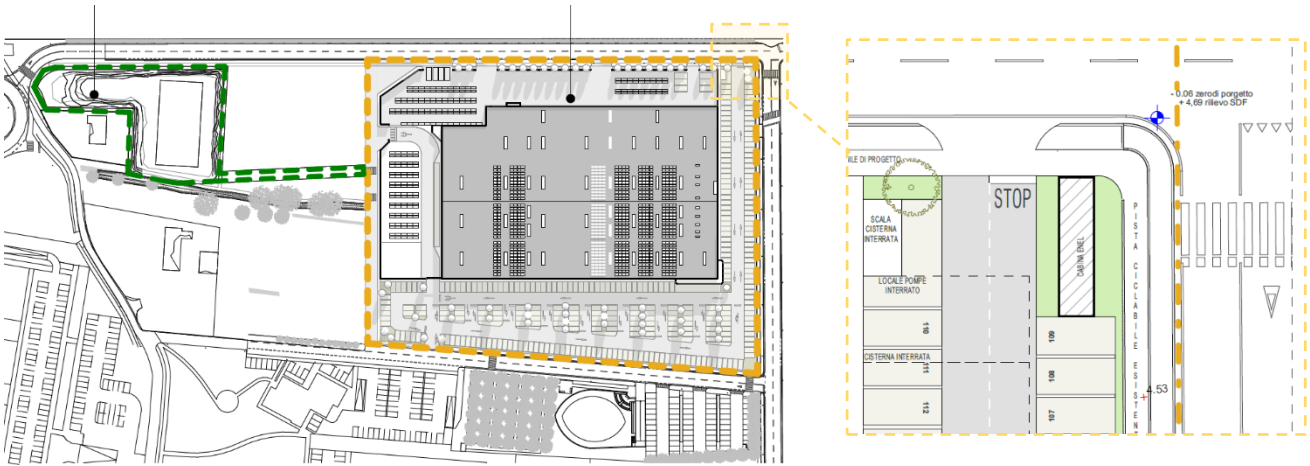 - 0.06 zerodi porgetto
+ 4,69 rilievo SDF
ILE DI PROGETTO
STOP
SCALA
CISTERNA
INTERRATA
CABINA ENEL
LOCALE POMPE
INTERRATO
110
109
CISTERNA INTERRATA
111
108
4.53
112
107
PISTA CICLABILE ESISTENT